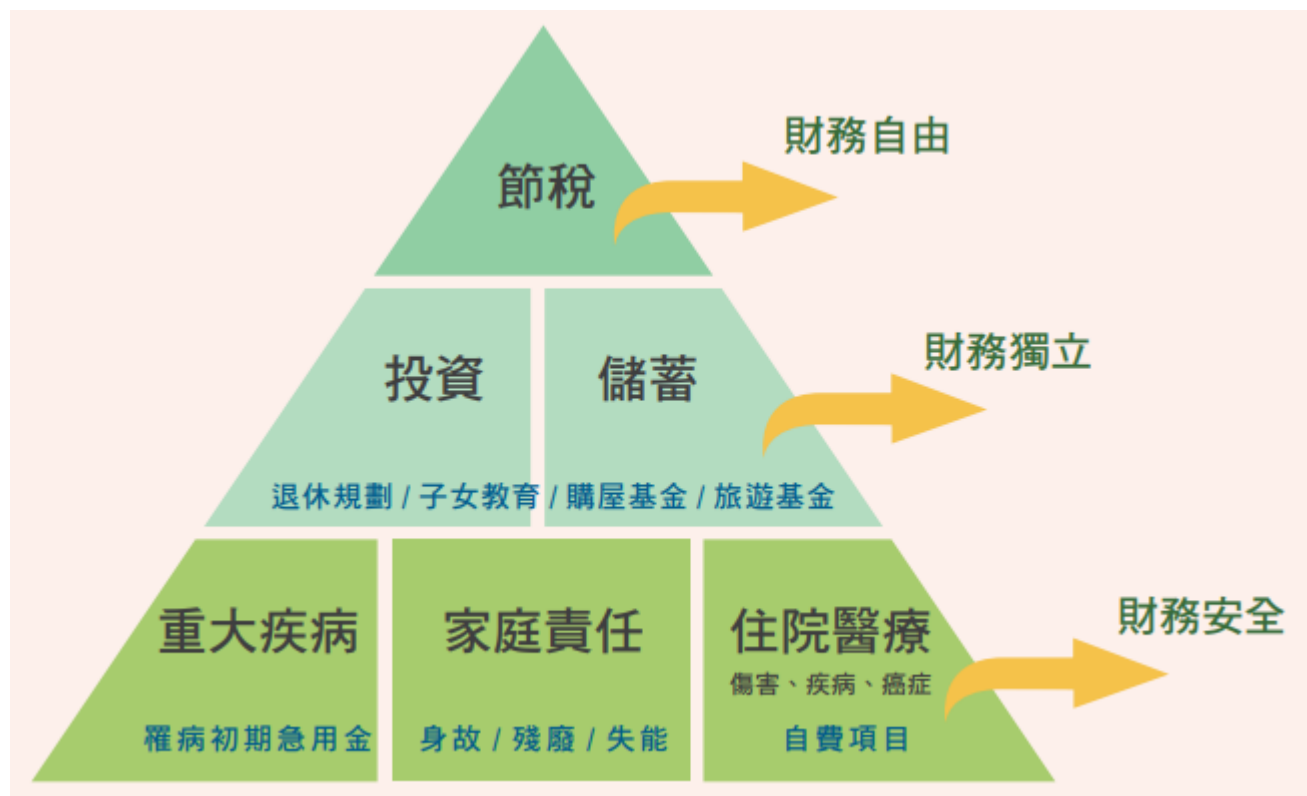 財務自由
節稅
財務獨立
投資
儲蓄
退休規劃 / 子女教育 / 購屋基金 / 旅遊基金
財務安全
重大疾病
罹病初期急用金
家庭責任
身故 / 殘廢 / 失能
住院醫療
傷害、疾病、癌症
自費項目